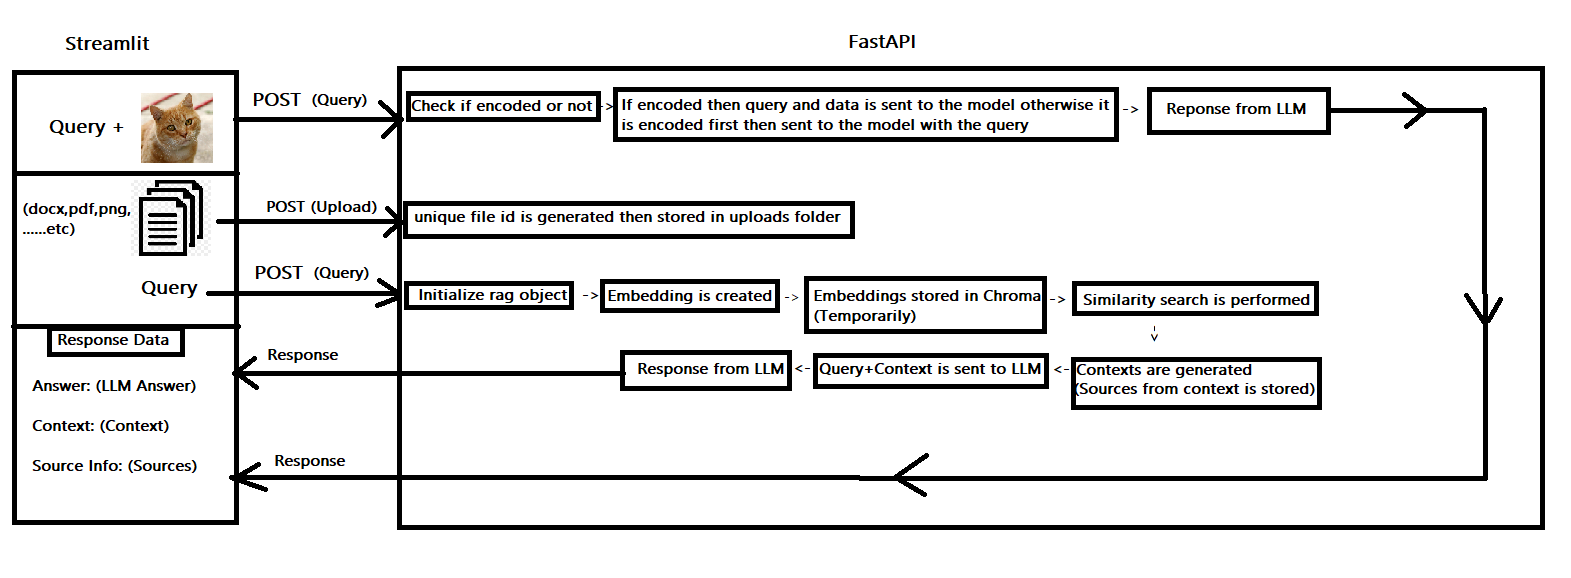 Streamlit
FastAPI
Query +
POST (Query)
Check if encoded or not
->
If encoded then query and data is sent to the model otherwise it
is encoded first then sent to the model with the query
->
Reponse from LLM
(docx,pdf,png,
......etc)
POST (Upload)
unique file id is generated then stored in uploads folder
Query
POST (Query)
Initialize rag object
->
Embedding is created
->
Embeddings stored in Chroma
(Temporarily)
->
Similarity search is performed
Contexts are generated
(Sources from context is stored)
<-
Query+Context is sent to LLM
<-
Response from LLM
Response
Response Data
Answer: (LLM Answer)
Context: (Context)
Source Info: (Sources)
Response